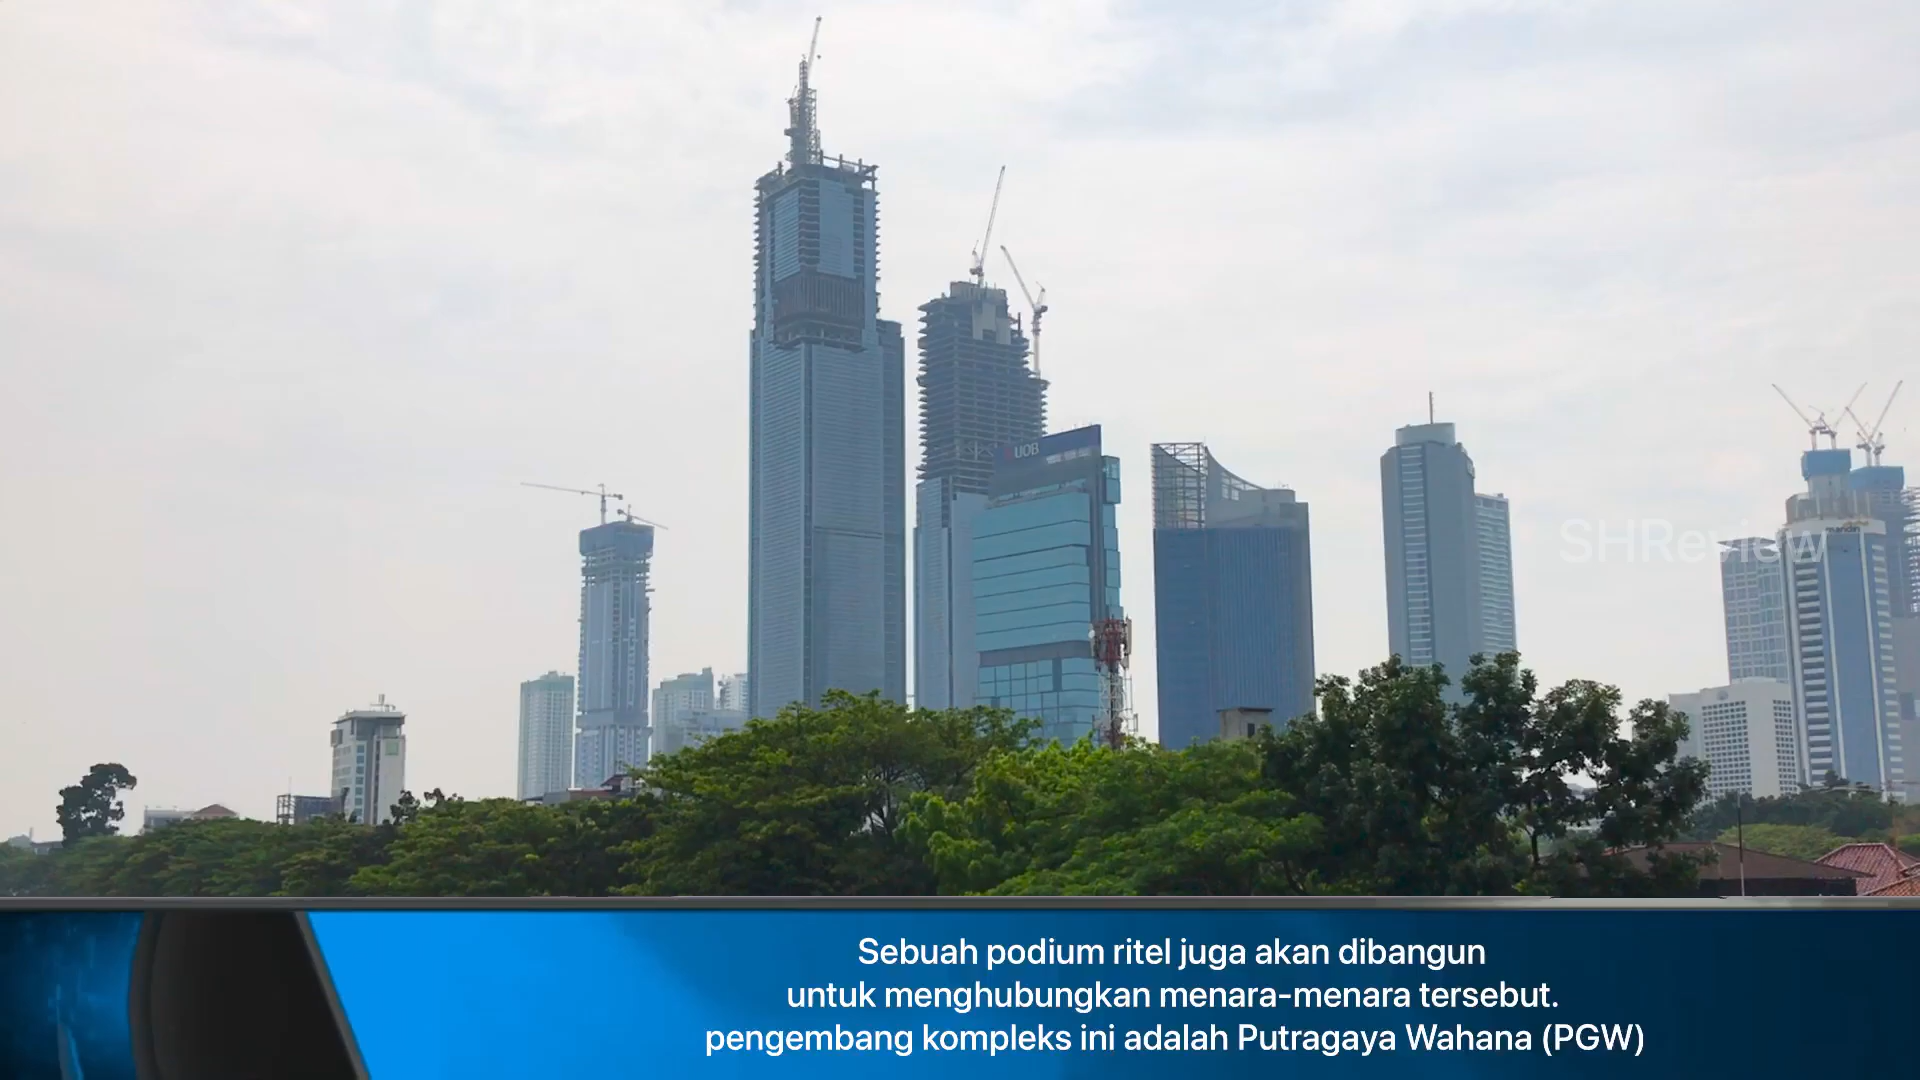 UOB
SHReview
mandiri
Sebuah podium ritel juga akan dibangun
untuk menghubungkan menara-menara tersebut.
pengembang kompleks ini adalah Putragaya Wahana (PGW)